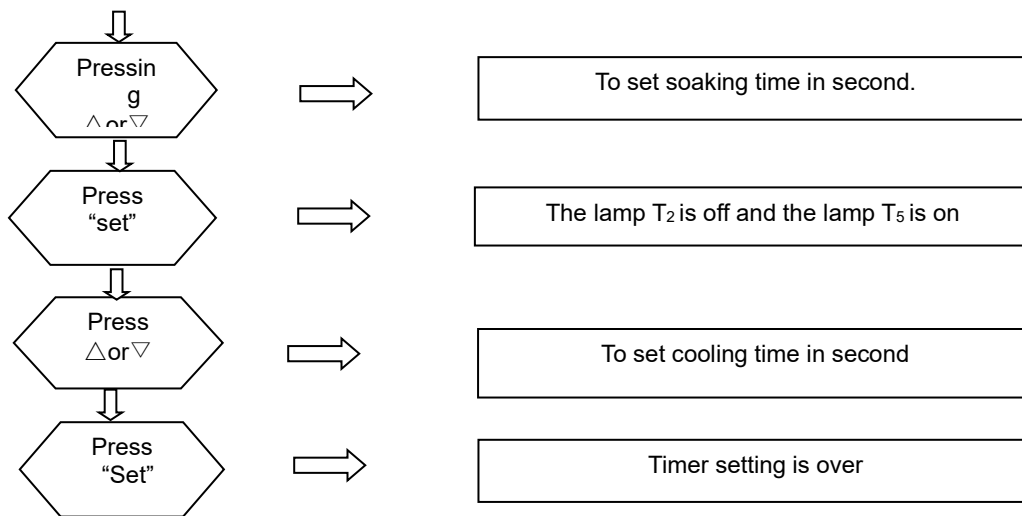 Pressin
g
△or▽
To set soaking time in second.
Press
“set”
The lamp T₂ is off and the lamp T₅ is on
Press
△or▽
To set cooling time in second
Press
“Set”
Timer setting is over